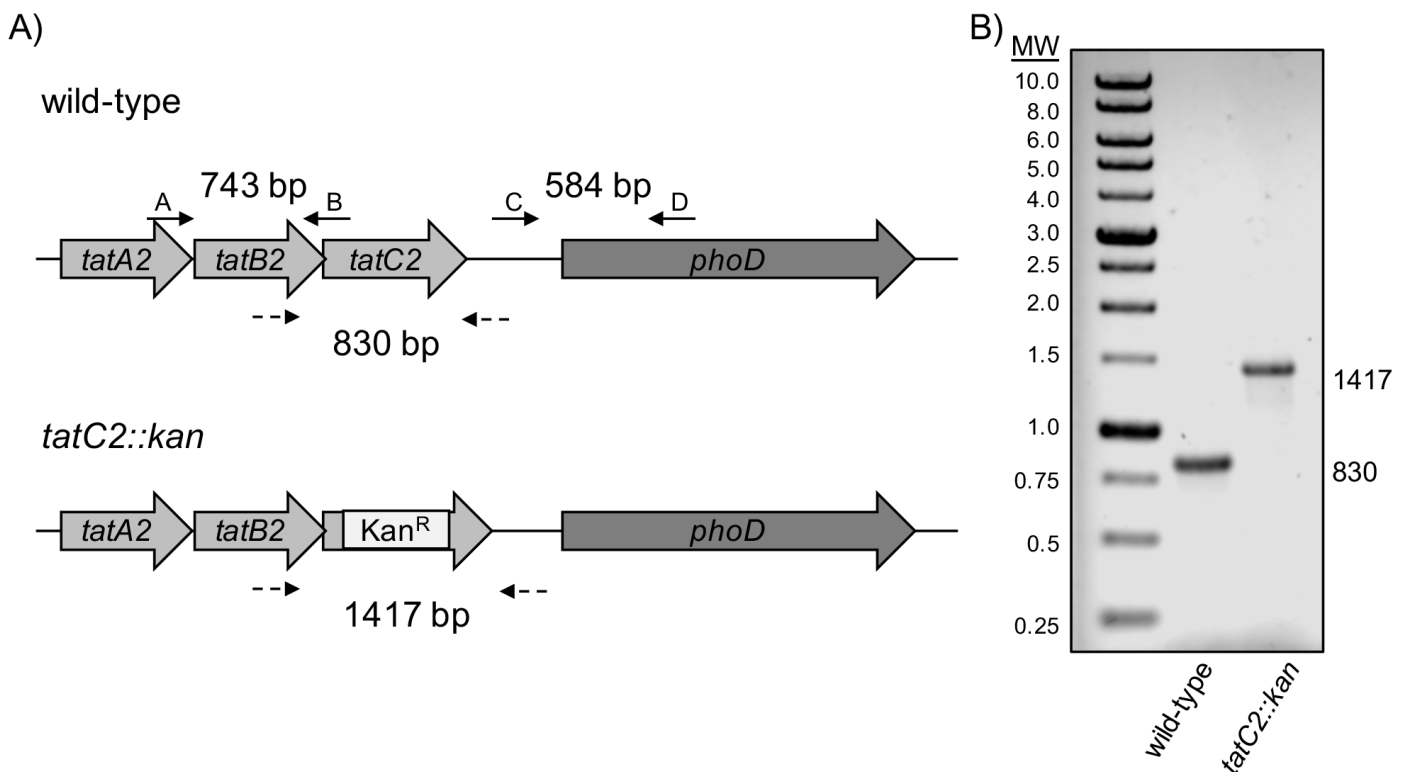 A)
wild-type
743 bp
584 bp
A
B
C
D
tatA2
tatB2
tatC2
phoD
830 bp
tatC2::kan
tatA2
tatB2
Kan^R
phoD
1417 bp
B)
MW
10.0
8.0
6.0
5.0
4.0
3.0
2.5
2.0
1.5
1.0
0.75
0.5
0.25
1417
830
wild-type
tatC2::kan